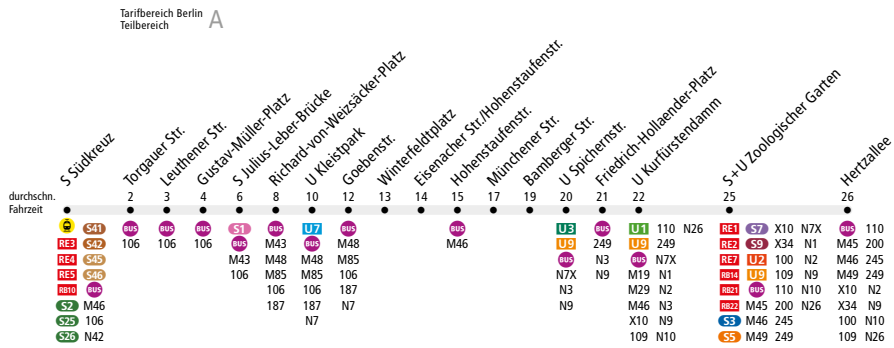 Tarifbereich Berlin
Teilbereich
A
S Südkreuz
Torgauer Str.
Leuthener Str.
Gustav-Müller-Platz
S Julius-Leber-Brücke
Richard-von-Weizsäcker-Platz
U Kleistpark
Goebenstr.
Winterfeldtplatz
Eisenacher Str./Hohenstaufenstr.
Hohenstaufenstr.
Münchener Str.
Bamberger Str.
U Spichernstr.
Friedrich-Hollaender-Platz
U Kurfürstendamm
S+U Zoologischer Garten
Hertzallee
durchschn. 2 3 4 6 8 10 12 13 14 15 17 19 20 21 22 25 26
Fahrzeit
S41 BUS BUS BUS S1 BUS U7 BUS BUS U3 BUS U1 110 N26 RE1 S7 X10 N7X BUS 110
RE3 S42 106 106 106 BUS M43 BUS M48 M46 U9 249 U9 249 RE2 S9 X34 N1 M45 200
RE4 S45 M43 M48 M48 M85 BUS N3 BUS N7X RE7 U2 100 N2 M46 245
RE5 S46 106 M85 M85 106 N7X N9 M19 N1 RB14 U9 109 N9 M49 249
RB10 BUS 106 106 187 N3 M29 N2 RB21 BUS 110 N10 X10 N2
S2 M46 187 187 N7 N9 M46 N3 RB22 M45 200 N26 X34 N9
S25 106 N7 X10 N9 S3 M46 245 100 N10
S26 N42 109 N10 S5 M49 249 109 N26